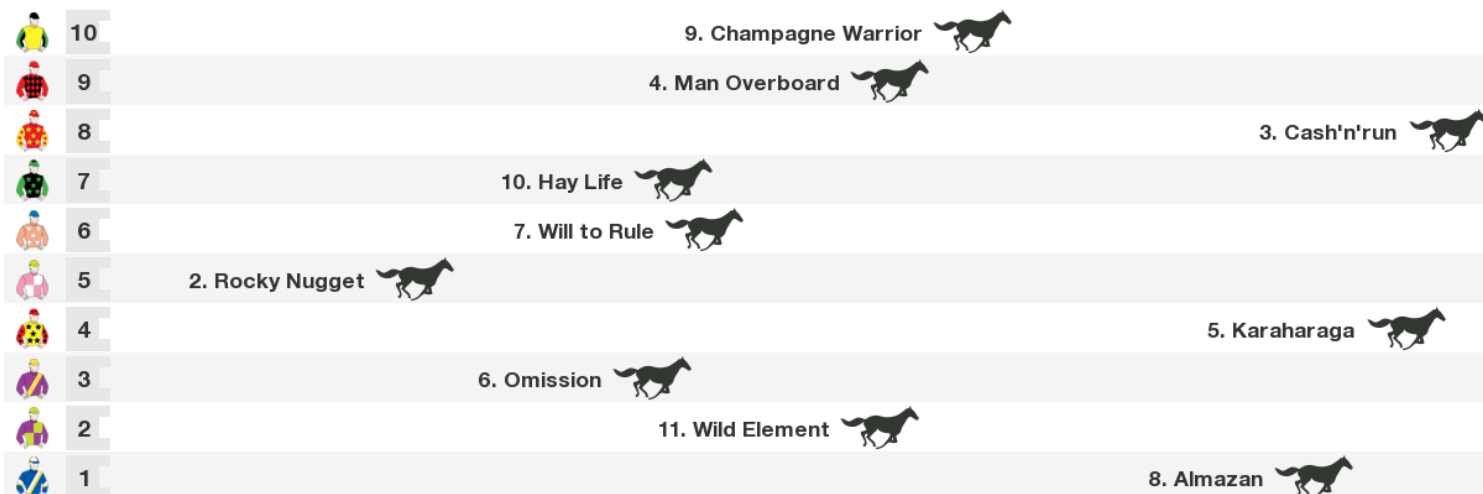 10 9. Champagne Warrior
9 4. Man Overboard
8 3. Cash'n'run
7 10. Hay Life
6 7. Will to Rule
5 2. Rocky Nugget
4 5. Karaharaga
3 6. Omission
2 11. Wild Element
1 8. Almazan